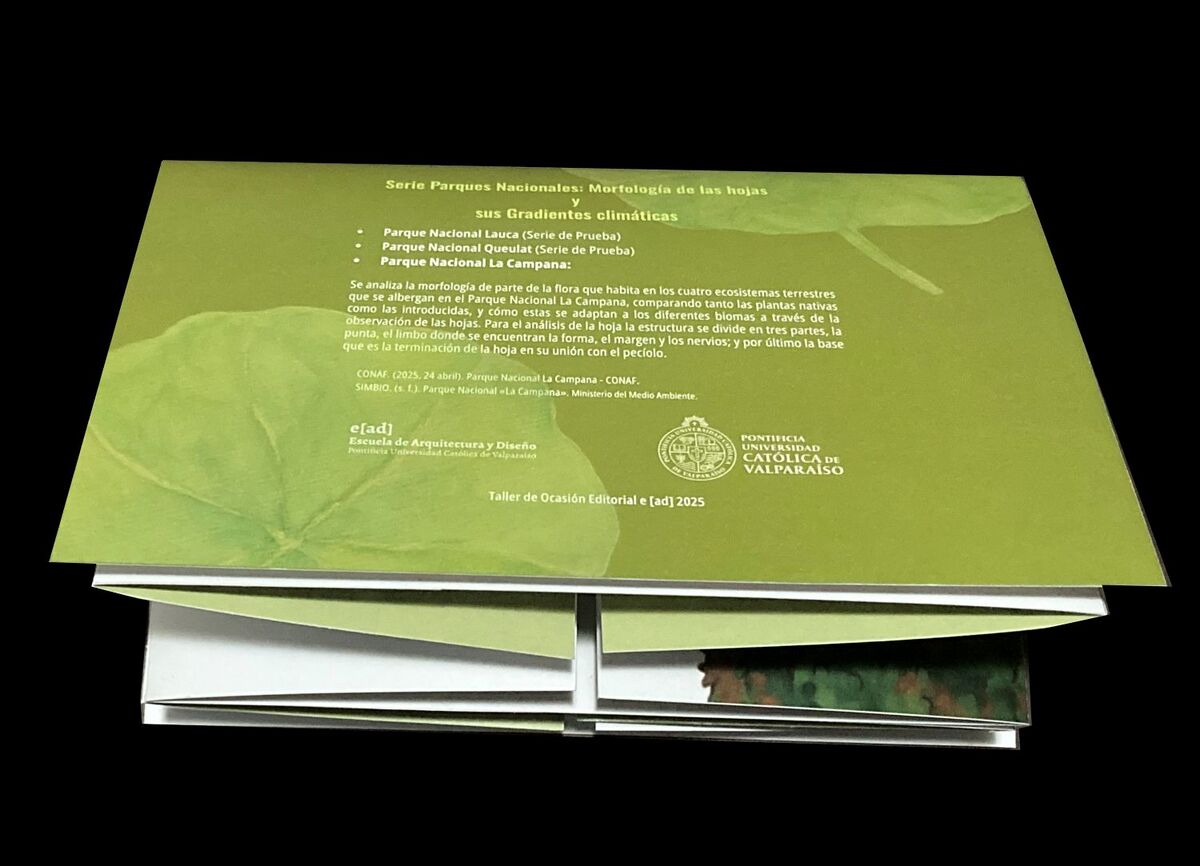 Serie Parques Nacionales: Morfología de las hojas
y
sus Gradientes climáticas
• Parque Nacional Lauca (Serie de Prueba)
• Parque Nacional Queulat (Serie de Prueba)
• Parque Nacional La Campana:
Se analiza la morfología de parte de la flora que habita en los cuatro ecosistemas terrestres
que se albergan en el Parque Nacional La Campana, comparando tanto las plantas nativas
como las introducidas, y cómo estas se adaptan a los diferentes biomas a través de la
observación de las hojas. Para el análisis de la hoja la estructura se divide en tres partes, la
punta, el limbo donde se encuentran la forma, el margen y los nervios; y por último la base
que es la terminación de la hoja en su unión con el pecíolo.
CONAF. (2025, 24 abril). Parque Nacional La Campana - CONAF.
SIMBIO. (s. f.). Parque Nacional «La Campana». Ministerio del Medio Ambiente.
e[ad]
Escuela de Arquitectura y Diseño
Pontificia Universidad Católica de Valparaíso
PONTIFICIA UNIVERSIDAD CATÓLICA
DE VALPARAÍSO
PONTIFICIA
UNIVERSIDAD
CATÓLICA DE
VALPARAÍSO
Taller de Ocasión Editorial e [ad] 2025